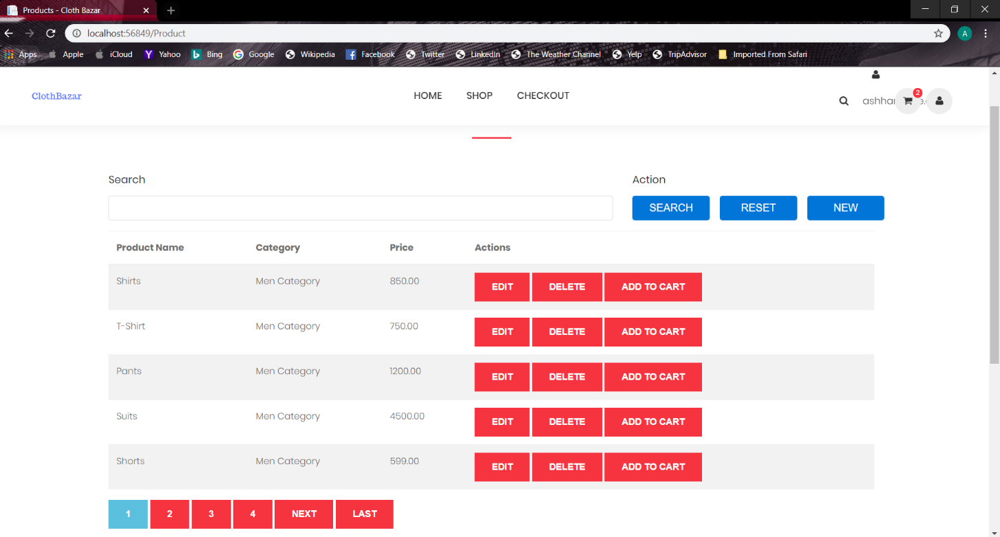 Products - Cloth Bazar
localhost:56849/Product
A
Apps Apple iCloud Yahoo Bing Google Wikipedia Facebook Twitter LinkedIn The Weather Channel Yelp TripAdvisor Imported From Safari
ClothBazar HOME SHOP CHECKOUT 2
Search Action
SEARCH RESET NEW
Product Name Category Price Actions
Shirts Men Category 850.00 EDIT DELETE ADD TO CART
T-Shirt Men Category 750.00 EDIT DELETE ADD TO CART
Pants Men Category 1200.00 EDIT DELETE ADD TO CART
Suits Men Category 4500.00 EDIT DELETE ADD TO CART
Shorts Men Category 599.00 EDIT DELETE ADD TO CART
1 2 3 4 NEXT LAST